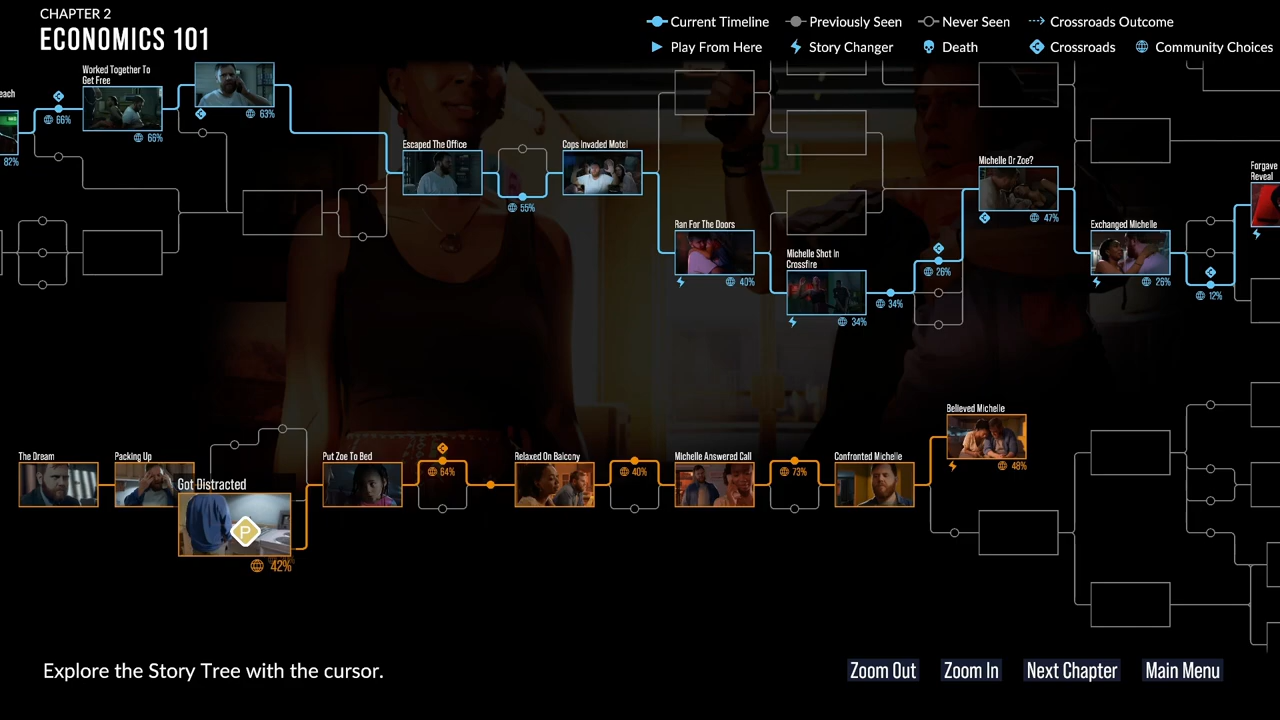 CHAPTER 2
ECONOMICS 101
Current Timeline
Previously Seen
Never Seen
Crossroads Outcome
Play From Here
Story Changer
Death
Crossroads
Community Choices
each
82%
66%
Worked Together To
Get Free
66%
63%
Escaped The Office
55%
Cops Invaded Motel
Ran For The Doors
40%
Michelle Shot In
Crossfire
34%
34%
26%
Michelle Or Zoe?
47%
Exchanged Michelle
26%
12%
Forgave
Reveal
The Dream
Packing Up
Got Distracted
P
42%
Put Zoe To Bed
64%
Relaxed On Balcony
40%
Michelle Answered Call
73%
Confronted Michelle
Believed Michelle
48%
Explore the Story Tree with the cursor.
Zoom Out
Zoom In
Next Chapter
Main Menu